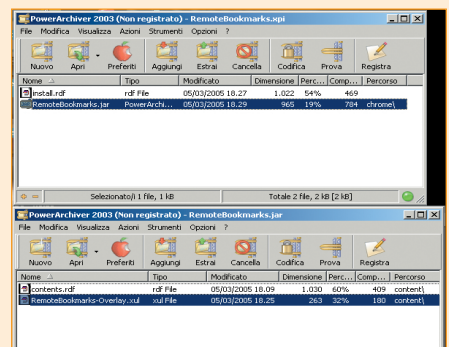 PowerArchiver 2003 (Non registrato) - RemoteBookmarks.xpi
File Modifica Visualizza Azioni Strumenti Opzioni ?
Nuovo Apri Preferiti Aggiungi Estrai Cancella Codifica Prova Registra
Nome Tipo Modificato Dimensione Perc... Comp... Percorso
install.rdf rdf File 05/03/2005 18.27 1.022 54% 469
RemoteBookmarks.jar PowerArchi... 05/03/2005 18.29 965 19% 784 chrome\
Selezionato/i 1 file, 1 kB Totale 2 file, 2 kB [2 kB]
PowerArchiver 2003 (Non registrato) - RemoteBookmarks.jar
File Modifica Visualizza Azioni Strumenti Opzioni ?
Nuovo Apri Preferiti Aggiungi Estrai Cancella Codifica Prova Registra
Nome Tipo Modificato Dimensione Perc... Comp... Percorso
contents.rdf rdf File 05/03/2005 18.09 1.030 60% 409 content\
RemoteBookmarks-Overlay.xul xul File 05/03/2005 18.25 263 32% 180 content\